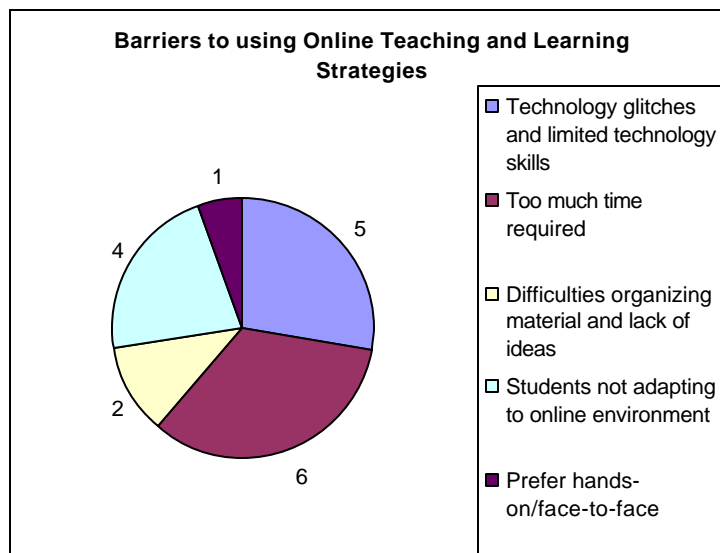 Barriers to using Online Teaching and Learning
Strategies
1
5
4
2
6
Technology glitches
and limited technology
skills
Too much time
required
Difficulties organizing
material and lack of
ideas
Students not adapting
to online environment
Prefer hands-
on/face-to-face